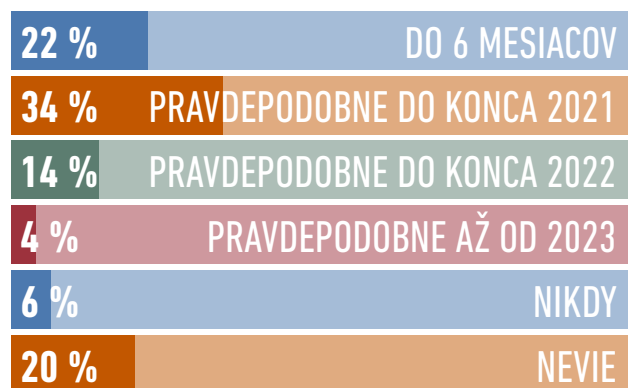 22 % DO 6 MESIACOV
34 % PRAVDEPODOBNE DO KONCA 2021
14 % PRAVDEPODOBNE DO KONCA 2022
4 % PRAVDEPODOBNE AŽ OD 2023
6 % NIKDY
20 % NEVIE